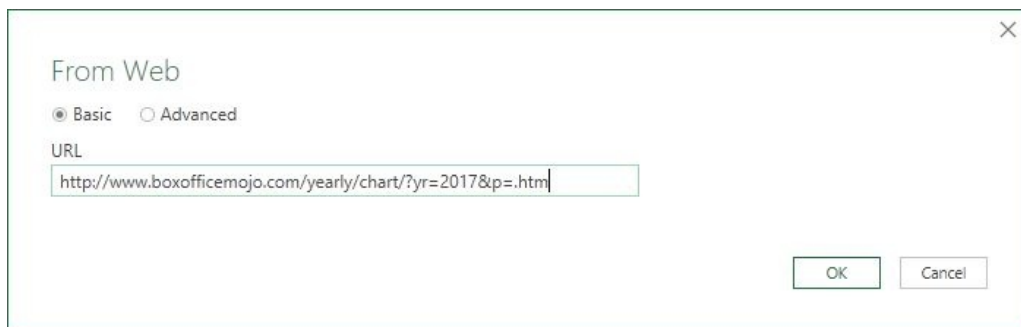 From Web
Basic Advanced
URL
http://www.boxofficemojo.com/yearly/chart/?yr=2017&p=.htm
OK Cancel